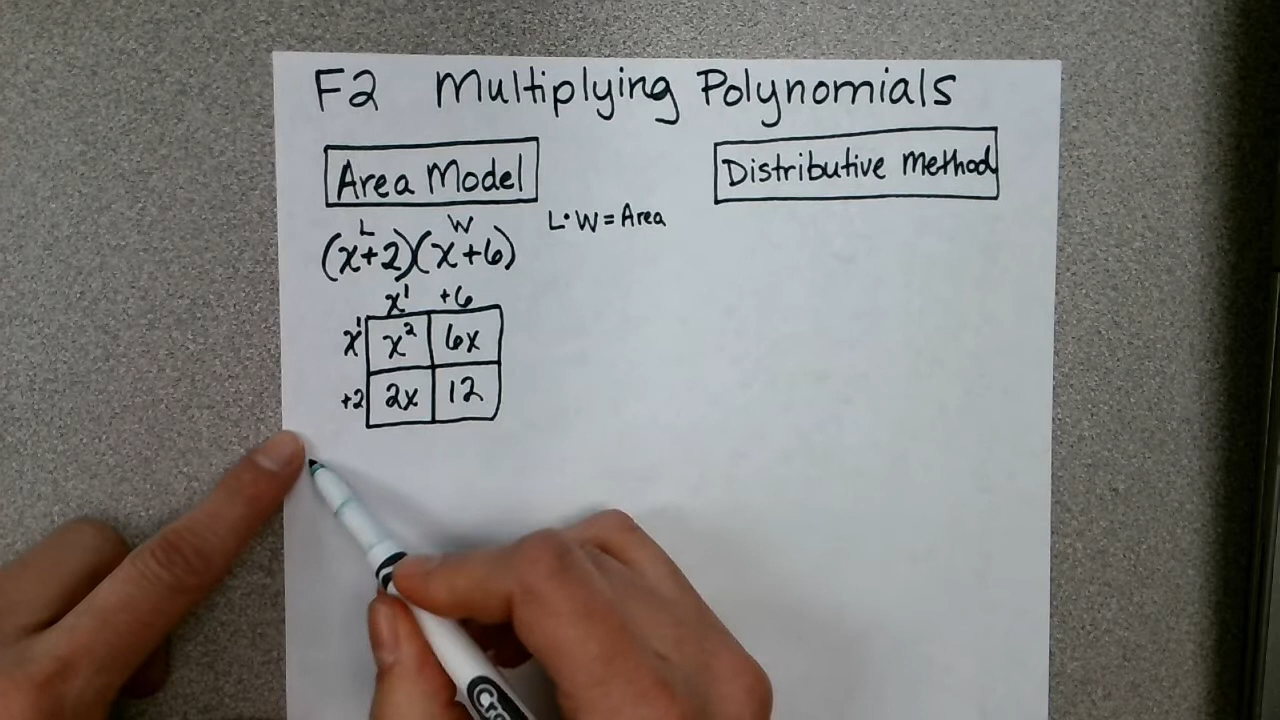 F2 Multiplying Polynomials
Area Model
Distributive Method
L W
L·W=Area
(x+2)(x+6)
x¹ +6
x¹ x² 6x
+2 2x 12